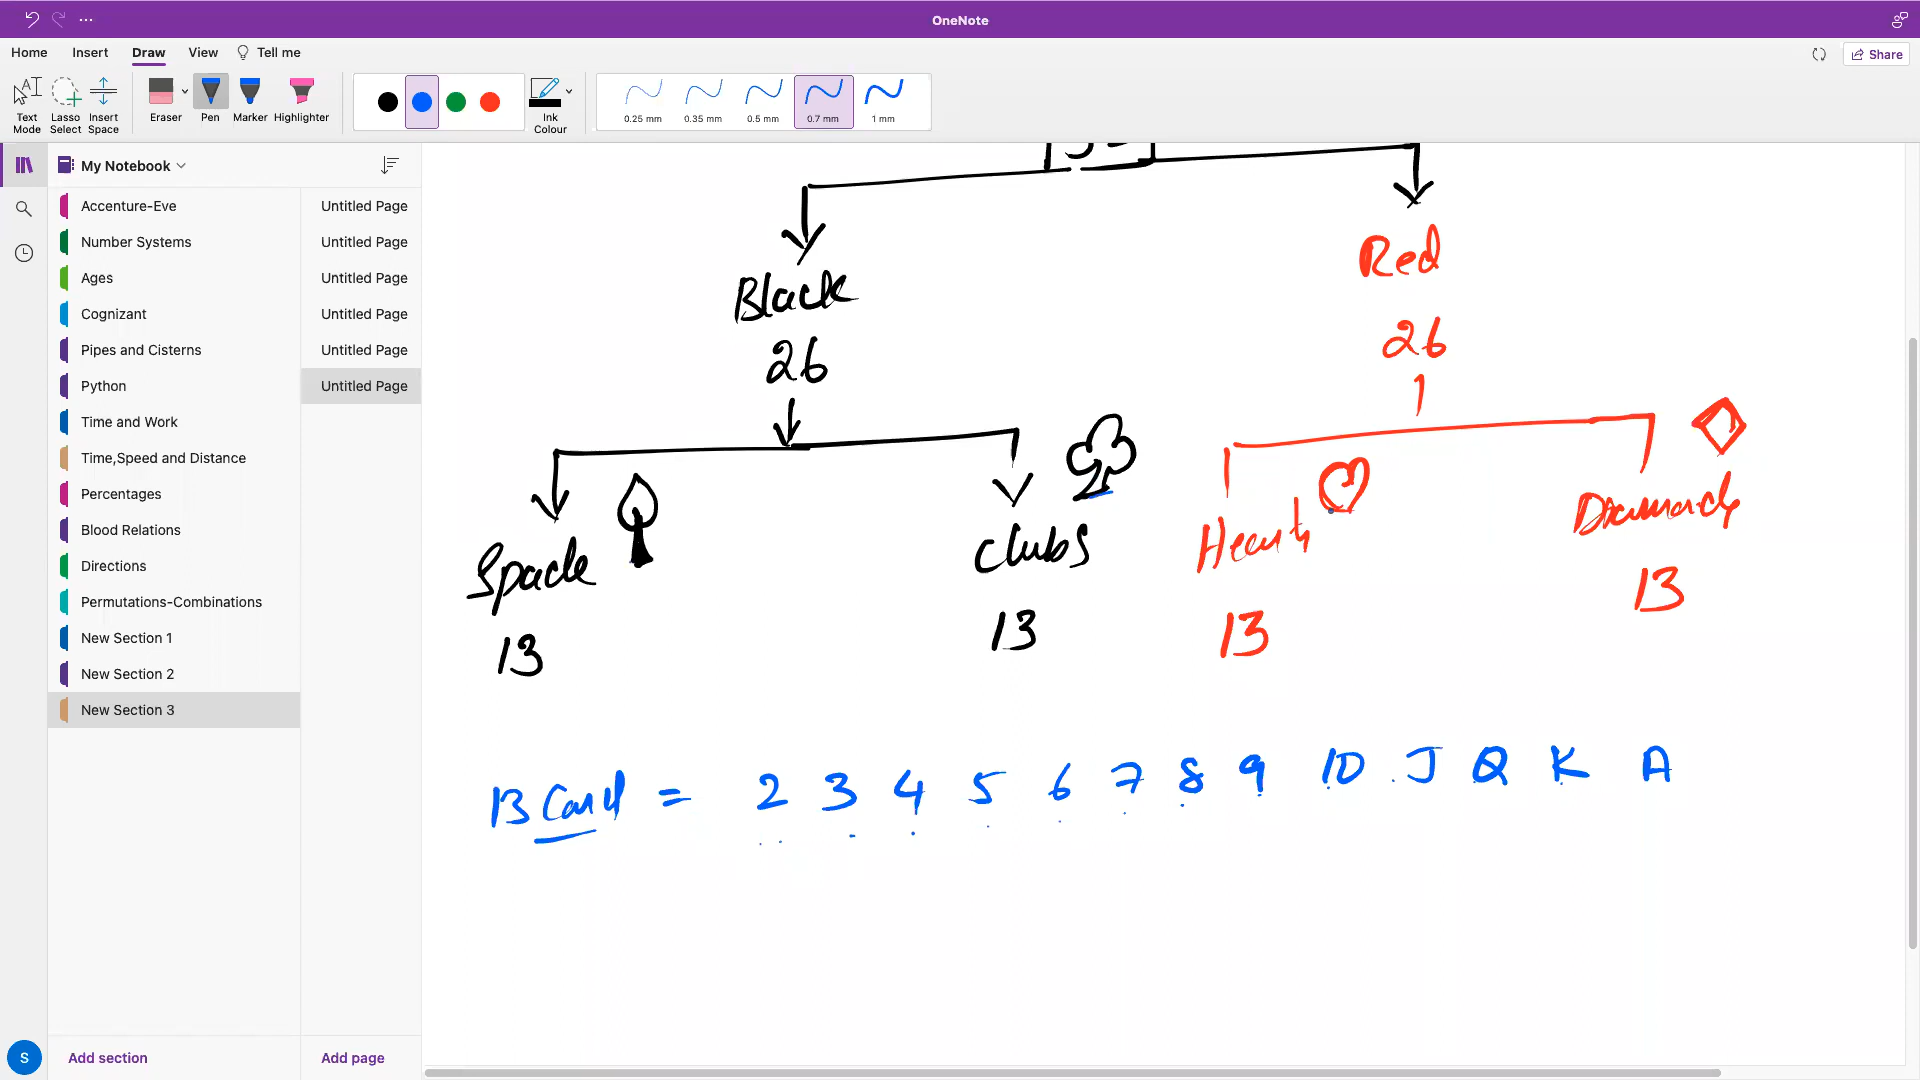 OneNote
Home Insert Draw View Tell me
Share
Text Mode
Lasso Select
Insert Space
Eraser
Pen
Marker
Highlighter
Ink Colour
0.25 mm
0.35 mm
0.5 mm
0.7 mm
1 mm
My Notebook
Accenture-Eve
Number Systems
Ages
Cognizant
Pipes and Cisterns
Python
Time and Work
Time,Speed and Distance
Percentages
Blood Relations
Directions
Permutations-Combinations
New Section 1
New Section 2
New Section 3
Add section
Untitled Page
Untitled Page
Untitled Page
Untitled Page
Untitled Page
Untitled Page
Add page
S
Black
26
Red
26
Spade
13
Clubs
13
Hearts
13
Diamonds
13
13 Card = 2 3 4 5 6 7 8 9 10 J Q K A